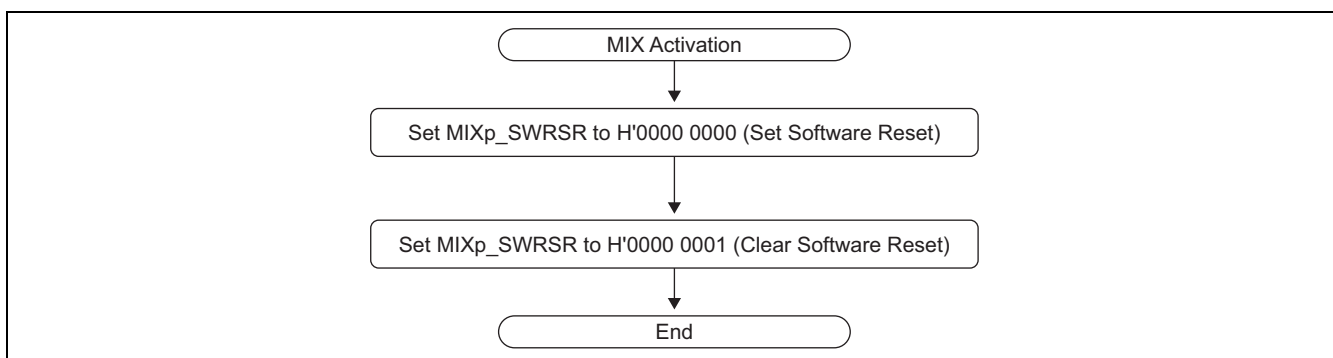 MIX Activation
Set MIXp_SWRSR to H'0000 0000 (Set Software Reset)
Set MIXp_SWRSR to H'0000 0001 (Clear Software Reset)
End